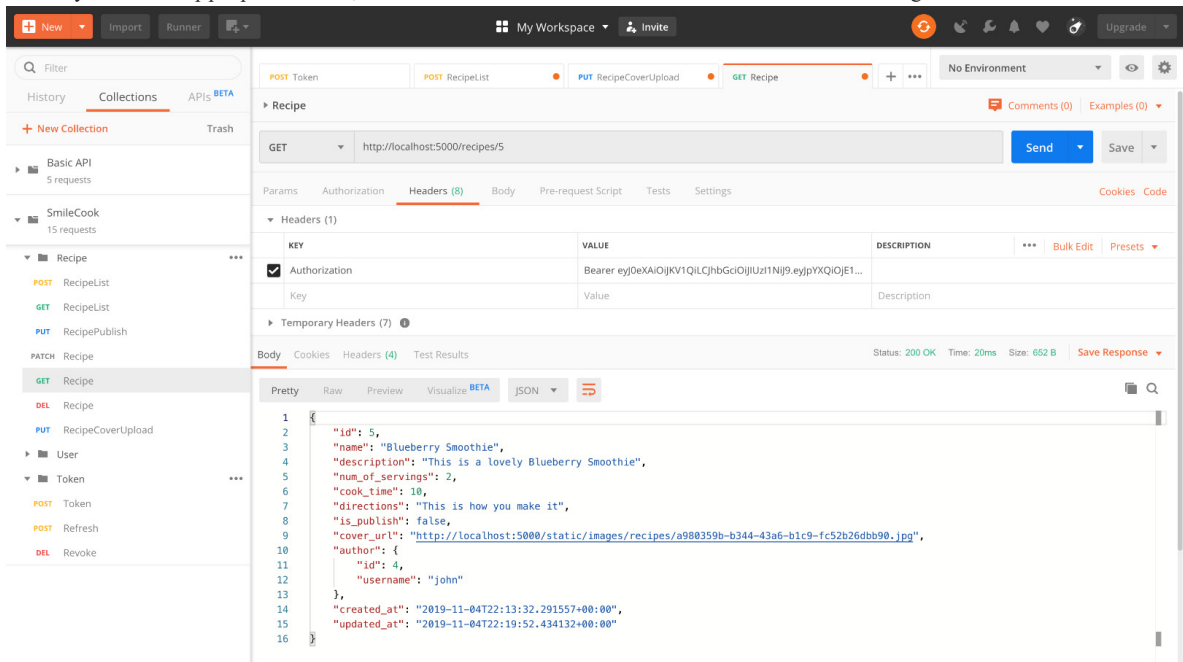 New Import Runner My Workspace Invite Upgrade
Filter
History Collections APIs BETA
+ New Collection Trash
Basic API
5 requests
SmileCook
15 requests
Recipe
POST RecipeList
GET RecipeList
PUT RecipePublish
PATCH Recipe
GET Recipe
DEL Recipe
PUT RecipeCoverUpload
User
Token
POST Token
POST Refresh
DEL Revoke
POST Token POST RecipeList PUT RecipeCoverUpload GET Recipe + ••• No Environment
Recipe Comments (0) Examples (0)
GET http://localhost:5000/recipes/5 Send Save
Params Authorization Headers (8) Body Pre-request Script Tests Settings Cookies Code
Headers (1)
KEY VALUE DESCRIPTION ••• Bulk Edit Presets
Authorization Bearer eyJ0eXAiOiJKV1QiLCJhbGciOiJIUzI1NiJ9.eyJpYXQiOjE1...
Key Value Description
Temporary Headers (7)
Body Cookies Headers (4) Test Results Status: 200 OK Time: 20ms Size: 652 B Save Response
Pretty Raw Preview Visualize BETA JSON
1 {
2 "id": 5,
3 "name": "Blueberry Smoothie",
4 "description": "This is a lovely Blueberry Smoothie",
5 "num_of_servings": 2,
6 "cook_time": 10,
7 "directions": "This is how you make it",
8 "is_publish": false,
9 "cover_url": "http://localhost:5000/static/images/recipes/a980359b-b344-43a6-b1c9-fc52b26dbb90.jpg",
10 "author": {
11 "id": 4,
12 "username": "john"
13 },
14 "created_at": "2019-11-04T22:13:32.291557+00:00",
15 "updated_at": "2019-11-04T22:19:52.434132+00:00"
16 }